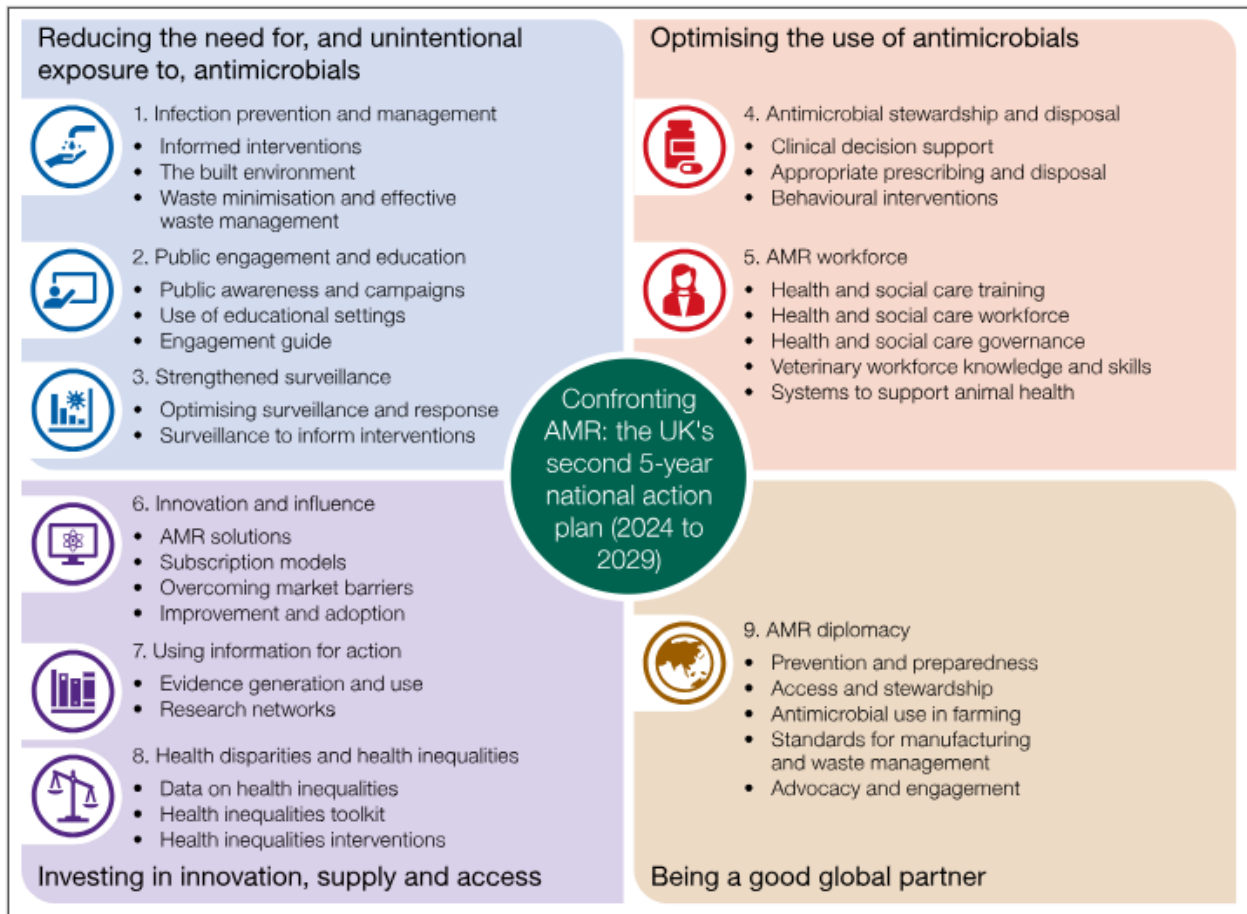 Reducing the need for, and unintentional
exposure to, antimicrobials
1. Infection prevention and management
• Informed interventions
• The built environment
• Waste minimisation and effective
waste management
2. Public engagement and education
• Public awareness and campaigns
• Use of educational settings
• Engagement guide
3. Strengthened surveillance
• Optimising surveillance and response
• Surveillance to inform interventions
Optimising the use of antimicrobials
4. Antimicrobial stewardship and disposal
• Clinical decision support
• Appropriate prescribing and disposal
• Behavioural interventions
5. AMR workforce
• Health and social care training
• Health and social care workforce
• Health and social care governance
• Veterinary workforce knowledge and skills
• Systems to support animal health
Confronting
AMR: the UK's
second 5-year
national action
plan (2024 to
2029)
6. Innovation and influence
• AMR solutions
• Subscription models
• Overcoming market barriers
• Improvement and adoption
7. Using information for action
• Evidence generation and use
• Research networks
8. Health disparities and health inequalities
• Data on health inequalities
• Health inequalities toolkit
• Health inequalities interventions
Investing in innovation, supply and access
9. AMR diplomacy
• Prevention and preparedness
• Access and stewardship
• Antimicrobial use in farming
• Standards for manufacturing
and waste management
• Advocacy and engagement
Being a good global partner